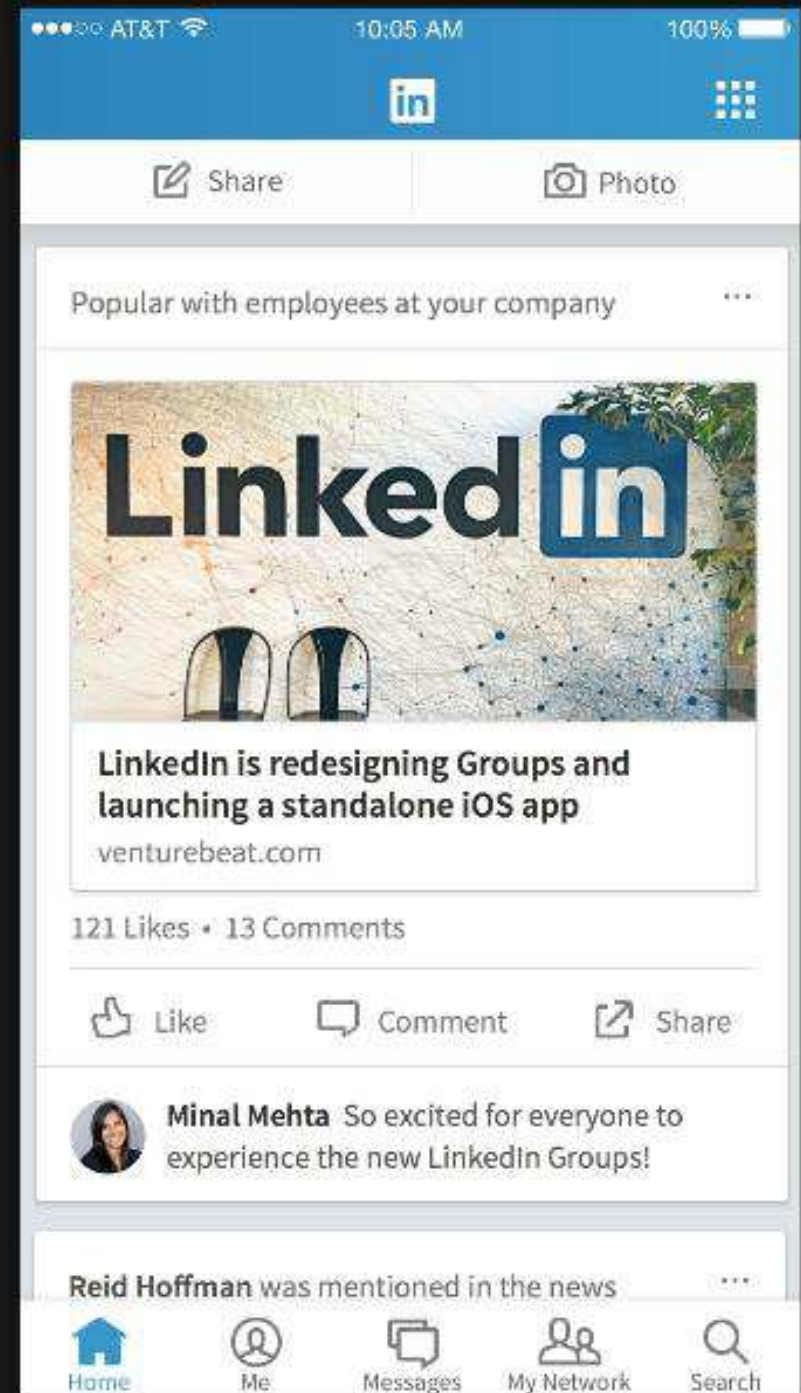 AT&T
10:05 AM
100%
in
Share
Photo
Popular with employees at your company
...
Linkedin
LinkedIn is redesigning Groups and
launching a standalone iOS app
venturebeat.com
121 Likes • 13 Comments
Like
Comment
Share
Minal Mehta So excited for everyone to
experience the new LinkedIn Groups!
Reid Hoffman was mentioned in the news
...
Home
Me
Messages
My Network
Search